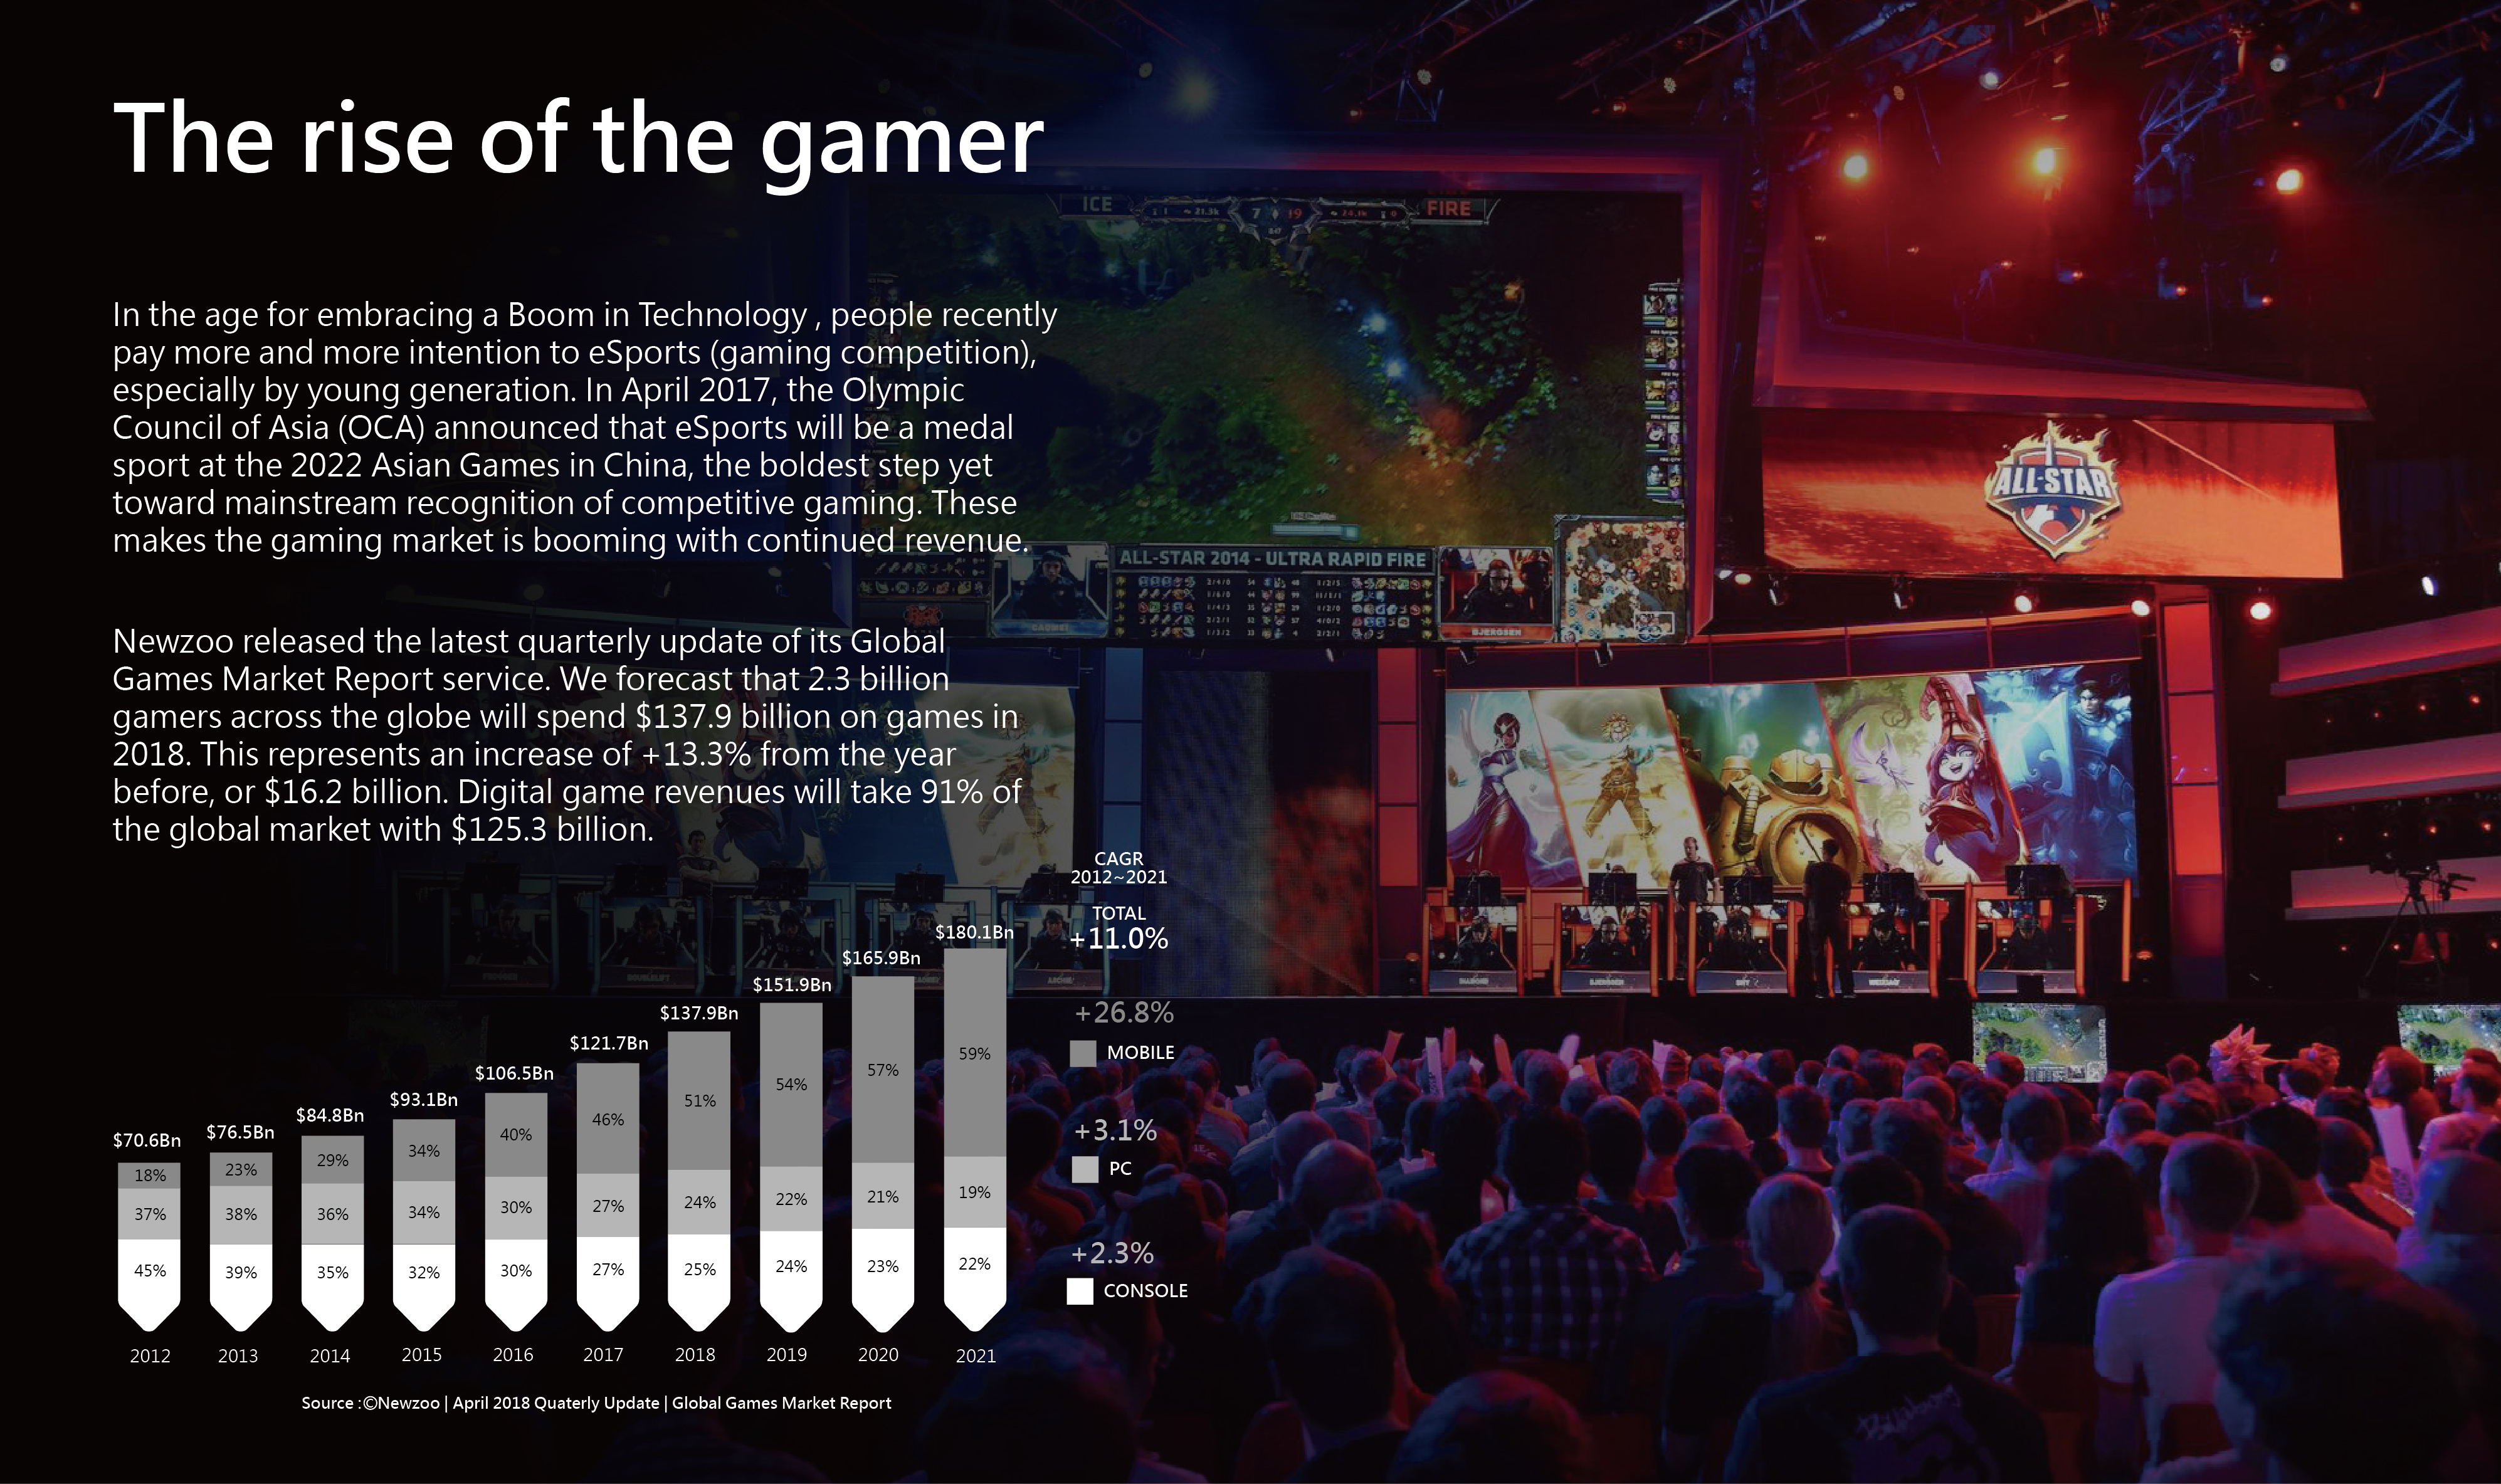 The rise of the gamer
In the age for embracing a Boom in Technology , people recently
pay more and more intention to eSports (gaming competition),
especially by young generation. In April 2017, the Olympic
Council of Asia (OCA) announced that eSports will be a medal
sport at the 2022 Asian Games in China, the boldest step yet
toward mainstream recognition of competitive gaming. These
makes the gaming market is booming with continued revenue.
Newzoo released the latest quarterly update of its Global
Games Market Report service. We forecast that 2.3 billion
gamers across the globe will spend $137.9 billion on games in
2018. This represents an increase of +13.3% from the year
before, or $16.2 billion. Digital game revenues will take 91% of
the global market with $125.3 billion.
ICE 7 19 FIRE
ALL-STAR
ALL-STAR 2014 - ULTRA RAPID FIRE
BJERGSEN
CAGR
2012~2021
TOTAL
+11.0%
+26.8%
MOBILE
+3.1%
PC
+2.3%
CONSOLE
$70.6Bn $76.5Bn $84.8Bn $93.1Bn $106.5Bn $121.7Bn $137.9Bn $151.9Bn $165.9Bn $180.1Bn
18% 23% 29% 34% 40% 46% 51% 54% 57% 59%
37% 38% 36% 34% 30% 27% 24% 22% 21% 19%
45% 39% 35% 32% 30% 27% 25% 24% 23% 22%
2012 2013 2014 2015 2016 2017 2018 2019 2020 2021
Source :©Newzoo | April 2018 Quaterly Update | Global Games Market Report